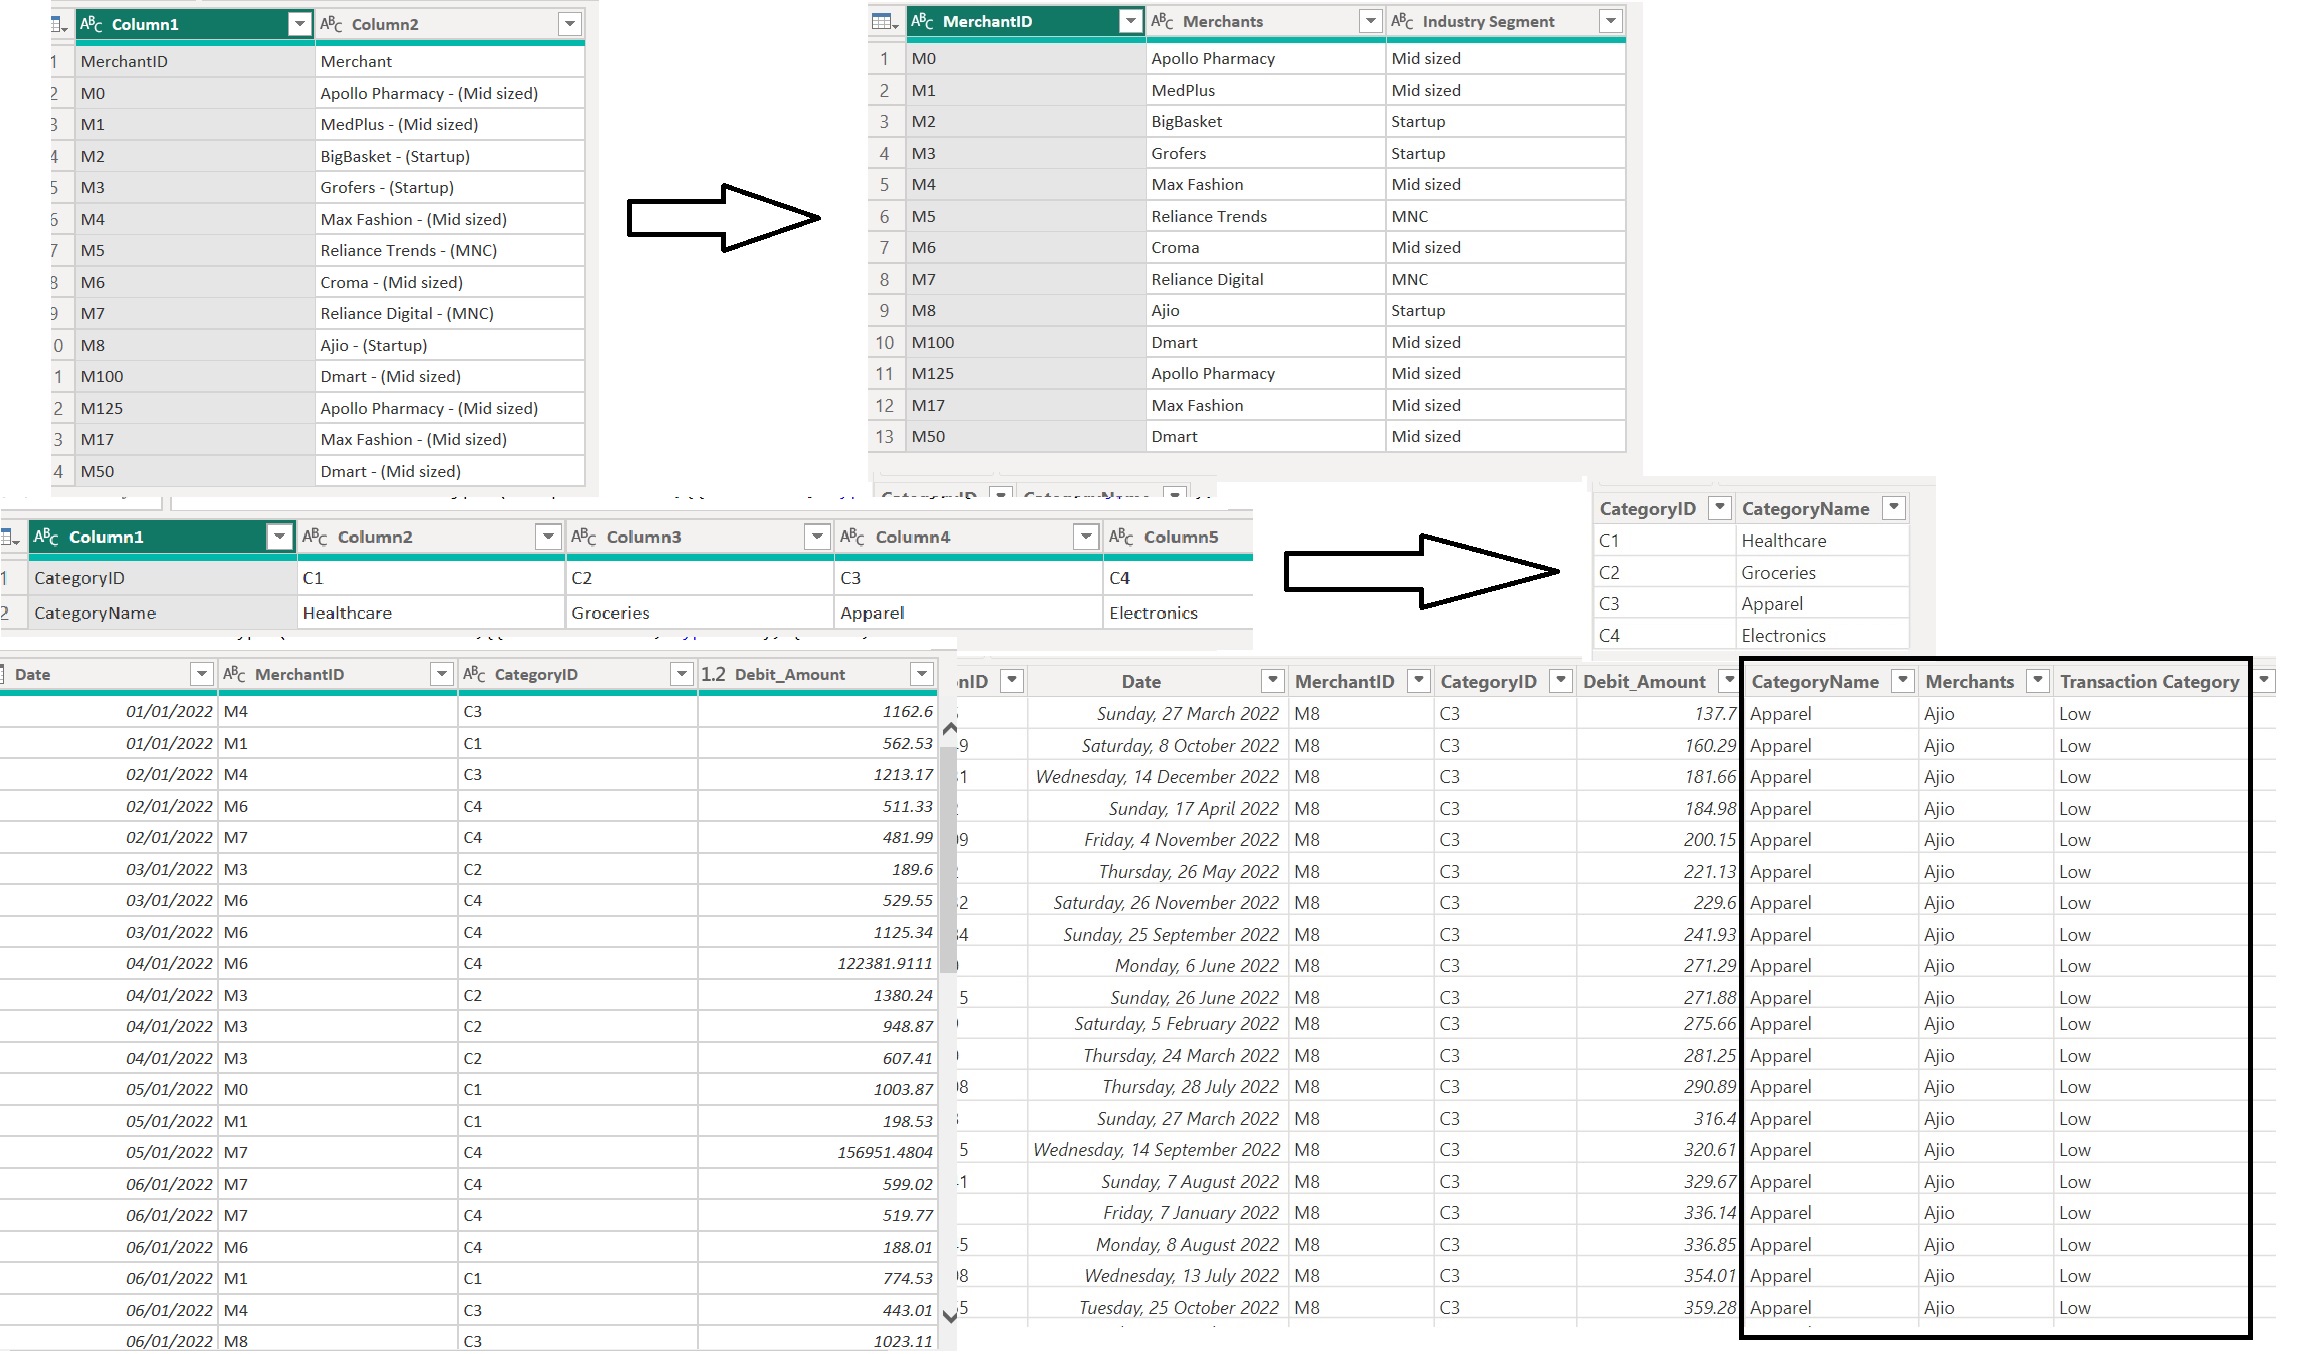 Column1 Column2
1 MerchantID Merchant
2 M0 Apollo Pharmacy - (Mid sized)
3 M1 MedPlus - (Mid sized)
4 M2 BigBasket - (Startup)
5 M3 Grofers - (Startup)
6 M4 Max Fashion - (Mid sized)
7 M5 Reliance Trends - (MNC)
8 M6 Croma - (Mid sized)
9 M7 Reliance Digital - (MNC)
0 M8 Ajio - (Startup)
1 M100 Dmart - (Mid sized)
2 M125 Apollo Pharmacy - (Mid sized)
3 M17 Max Fashion - (Mid sized)
4 M50 Dmart - (Mid sized)
MerchantID Merchants Industry Segment
1 M0 Apollo Pharmacy Mid sized
2 M1 MedPlus Mid sized
3 M2 BigBasket Startup
4 M3 Grofers Startup
5 M4 Max Fashion Mid sized
6 M5 Reliance Trends MNC
7 M6 Croma Mid sized
8 M7 Reliance Digital MNC
9 M8 Ajio Startup
10 M100 Dmart Mid sized
11 M125 Apollo Pharmacy Mid sized
12 M17 Max Fashion Mid sized
13 M50 Dmart Mid sized
CategoryID CategoryName
Column1 Column2 Column3 Column4 Column5
1 CategoryID C1 C2 C3 C4
2 CategoryName Healthcare Groceries Apparel Electronics
CategoryID CategoryName
C1 Healthcare
C2 Groceries
C3 Apparel
C4 Electronics
Date MerchantID CategoryID 1.2 Debit_Amount
01/01/2022 M4 C3 1162.6
01/01/2022 M1 C1 562.53
02/01/2022 M4 C3 1213.17
02/01/2022 M6 C4 511.33
02/01/2022 M7 C4 481.99
03/01/2022 M3 C2 189.6
03/01/2022 M6 C4 529.55
03/01/2022 M6 C4 1125.34
04/01/2022 M6 C4 122381.9111
04/01/2022 M3 C2 1380.24
04/01/2022 M3 C2 948.87
04/01/2022 M3 C2 607.41
05/01/2022 M0 C1 1003.87
05/01/2022 M1 C1 198.53
05/01/2022 M7 C4 156951.4804
06/01/2022 M7 C4 599.02
06/01/2022 M7 C4 519.77
06/01/2022 M6 C4 188.01
06/01/2022 M1 C1 774.53
06/01/2022 M4 C3 443.01
06/01/2022 M8 C3 1023.11
nID Date MerchantID CategoryID Debit_Amount CategoryName Merchants Transaction Category
Sunday, 27 March 2022 M8 C3 137.7 Apparel Ajio Low
9 Saturday, 8 October 2022 M8 C3 160.29 Apparel Ajio Low
1 Wednesday, 14 December 2022 M8 C3 181.66 Apparel Ajio Low
Sunday, 17 April 2022 M8 C3 184.98 Apparel Ajio Low
9 Friday, 4 November 2022 M8 C3 200.15 Apparel Ajio Low
Thursday, 26 May 2022 M8 C3 221.13 Apparel Ajio Low
2 Saturday, 26 November 2022 M8 C3 229.6 Apparel Ajio Low
4 Sunday, 25 September 2022 M8 C3 241.93 Apparel Ajio Low
Monday, 6 June 2022 M8 C3 271.29 Apparel Ajio Low
5 Sunday, 26 June 2022 M8 C3 271.88 Apparel Ajio Low
Saturday, 5 February 2022 M8 C3 275.66 Apparel Ajio Low
Thursday, 24 March 2022 M8 C3 281.25 Apparel Ajio Low
8 Thursday, 28 July 2022 M8 C3 290.89 Apparel Ajio Low
Sunday, 27 March 2022 M8 C3 316.4 Apparel Ajio Low
5 Wednesday, 14 September 2022 M8 C3 320.61 Apparel Ajio Low
1 Sunday, 7 August 2022 M8 C3 329.67 Apparel Ajio Low
Friday, 7 January 2022 M8 C3 336.14 Apparel Ajio Low
5 Monday, 8 August 2022 M8 C3 336.85 Apparel Ajio Low
8 Wednesday, 13 July 2022 M8 C3 354.01 Apparel Ajio Low
5 Tuesday, 25 October 2022 M8 C3 359.28 Apparel Ajio Low